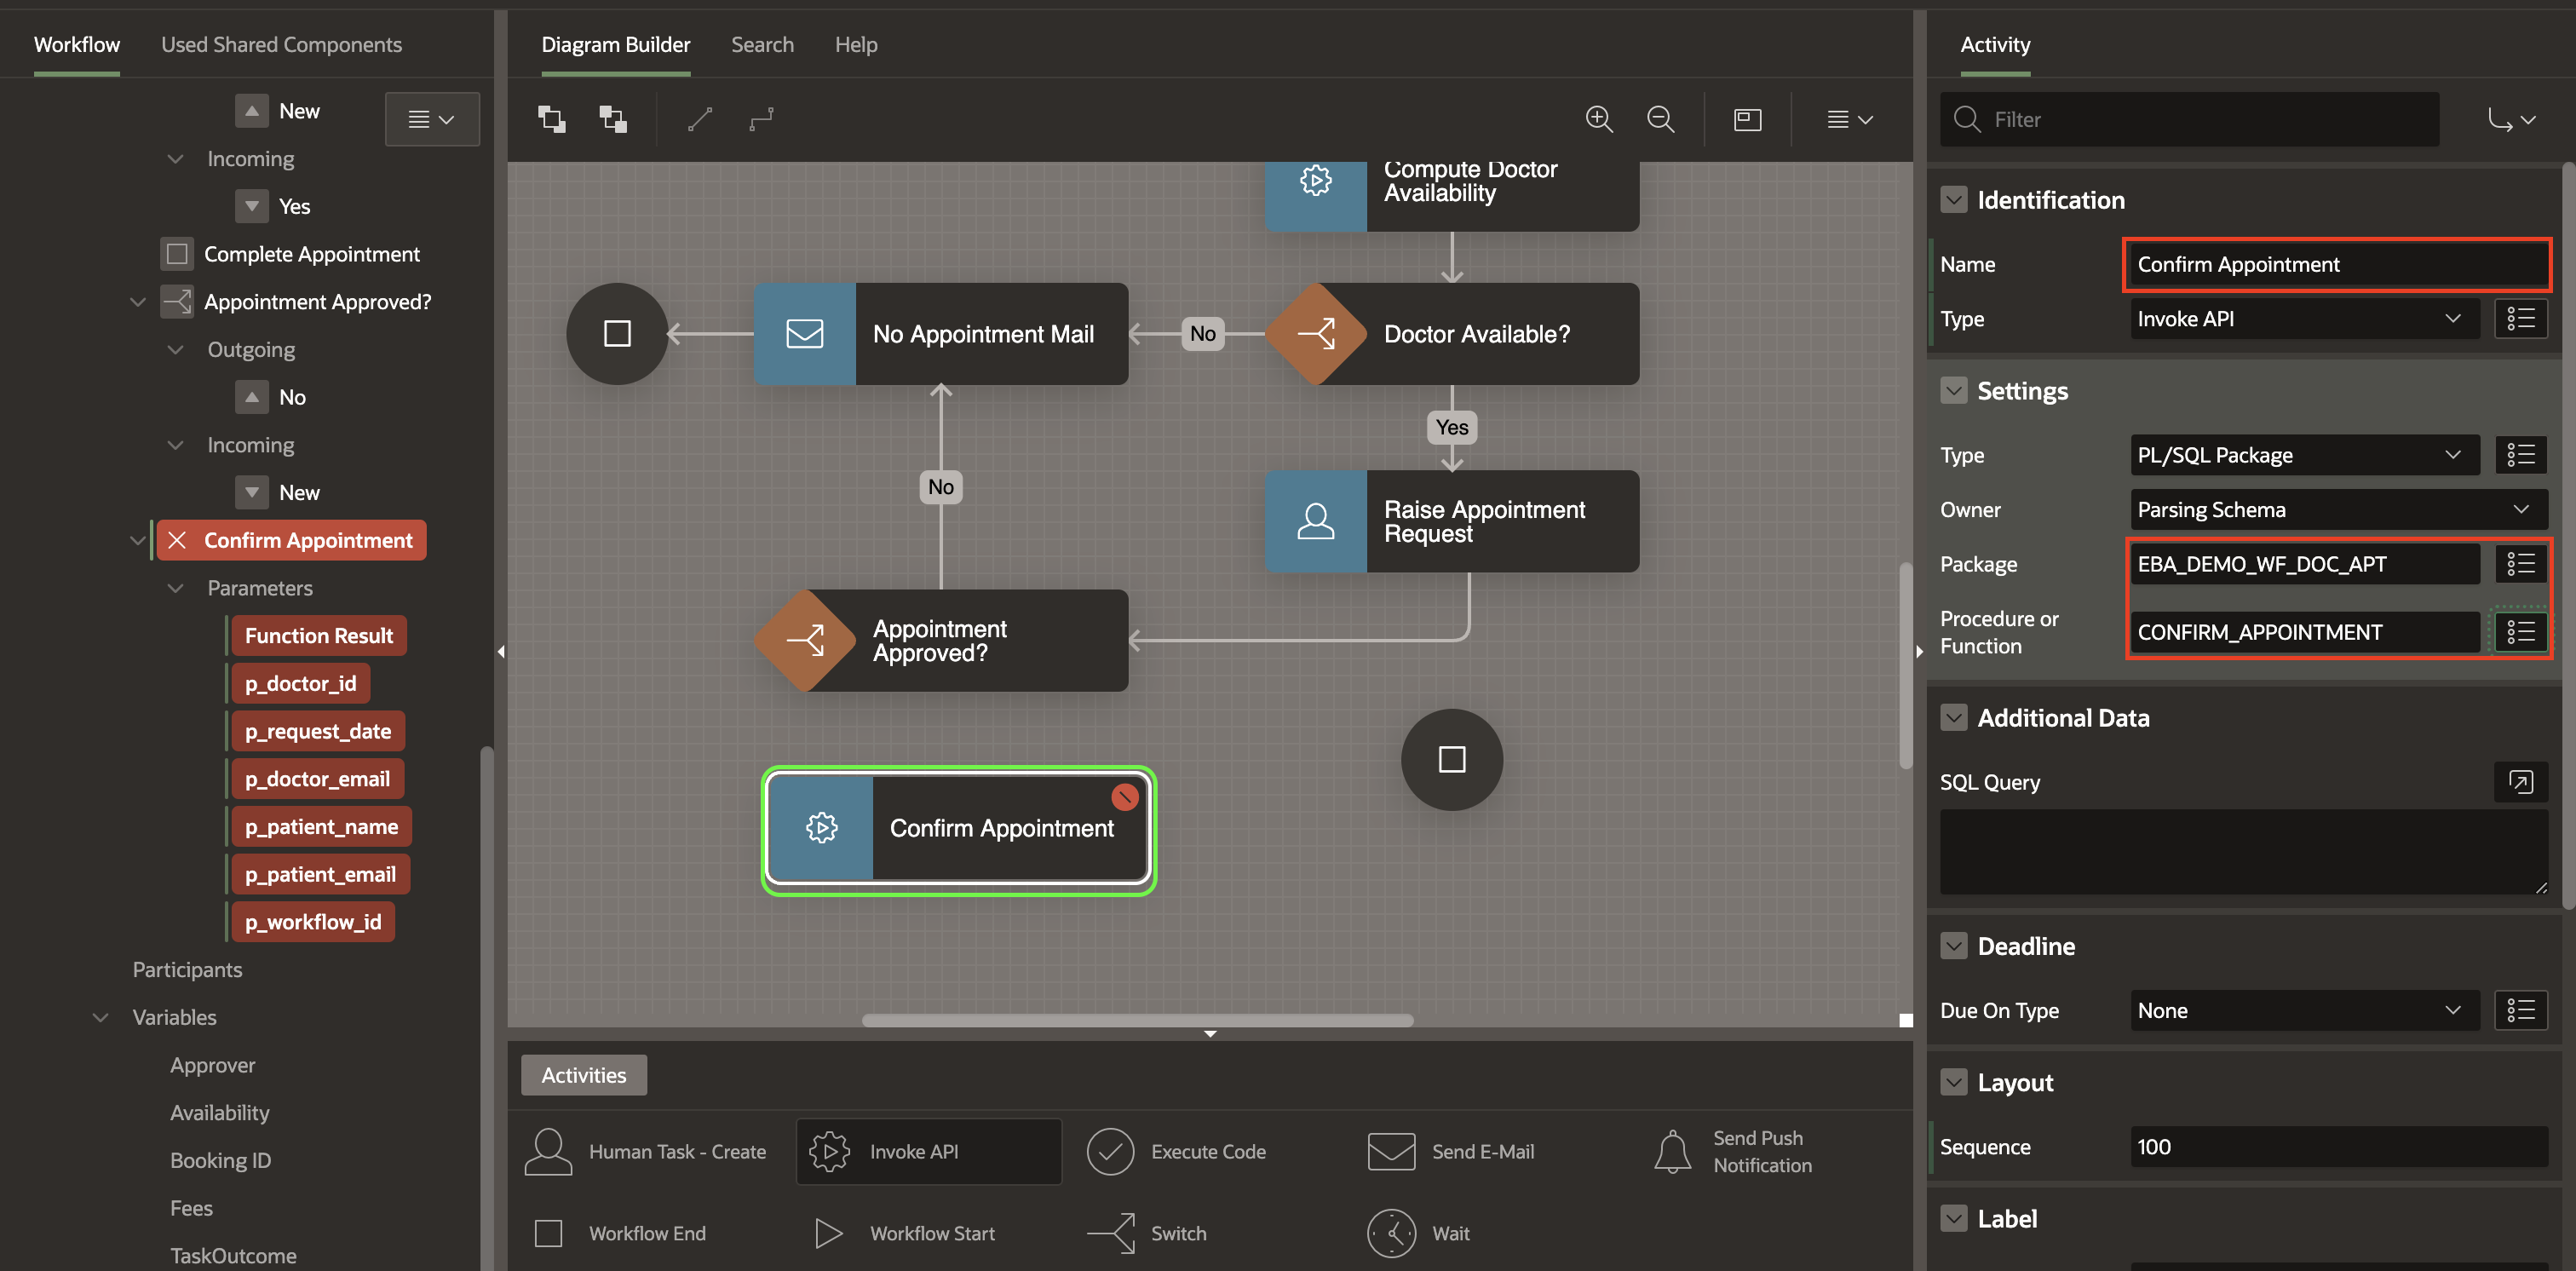 Workflow
Used Shared Components
New
Incoming
Yes
Complete Appointment
Appointment Approved?
Outgoing
No
Incoming
New
Confirm Appointment
Parameters
Function Result
p_doctor_id
p_request_date
p_doctor_email
p_patient_name
p_patient_email
p_workflow_id
Participants
Variables
Approver
Availability
Booking ID
Fees
TaskOutcome
Diagram Builder
Search
Help
Compute Doctor
Availability
No Appointment Mail
No
Doctor Available?
Yes
No
Raise Appointment
Request
Appointment
Approved?
Confirm Appointment
Activities
Human Task - Create
Invoke API
Execute Code
Send E-Mail
Send Push
Notification
Workflow End
Workflow Start
Switch
Wait
Activity
Filter
Identification
Name
Confirm Appointment
Type
Invoke API
Settings
Type
PL/SQL Package
Owner
Parsing Schema
Package
EBA_DEMO_WF_DOC_APT
Procedure or
Function
CONFIRM_APPOINTMENT
Additional Data
SQL Query
Deadline
Due On Type
None
Layout
Sequence
100
Label